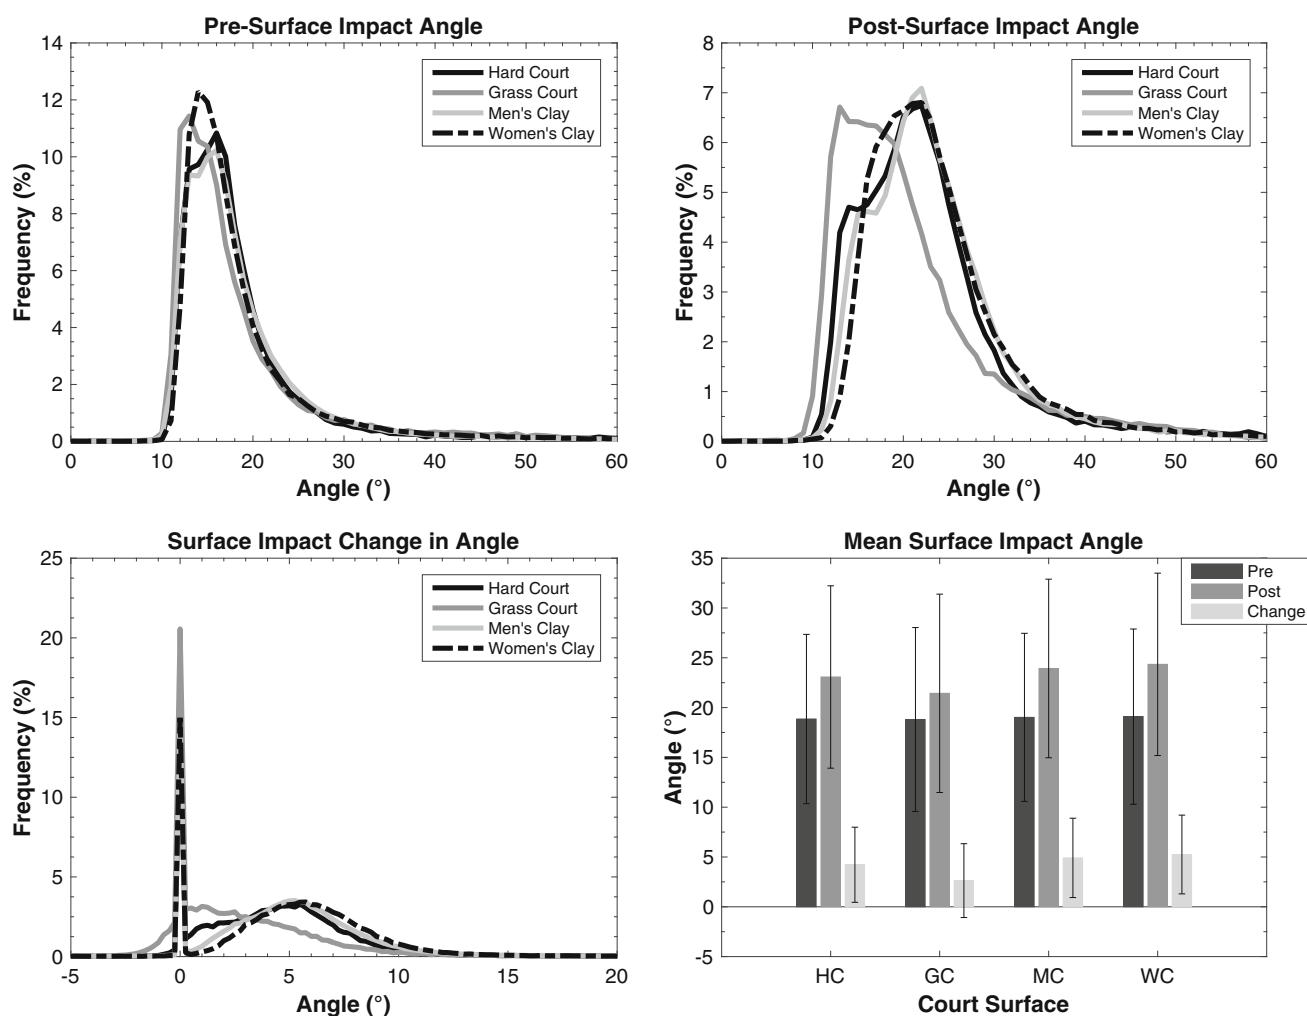 Pre-Surface Impact Angle
14
12
10
8
6
4
2
0
Frequency (%)
Hard Court
Grass Court
Men's Clay
Women's Clay
0 10 20 30 40 50 60
Angle (°)
Post-Surface Impact Angle
8
7
6
5
4
3
2
1
0
Frequency (%)
Hard Court
Grass Court
Men's Clay
Women's Clay
0 10 20 30 40 50 60
Angle (°)
Surface Impact Change in Angle
25
20
15
10
5
0
Frequency (%)
Hard Court
Grass Court
Men's Clay
Women's Clay
-5 0 5 10 15 20
Angle (°)
Mean Surface Impact Angle
35
30
25
20
15
10
5
0
-5
Angle (°)
Pre
Post
Change
HC GC MC WC
Court Surface